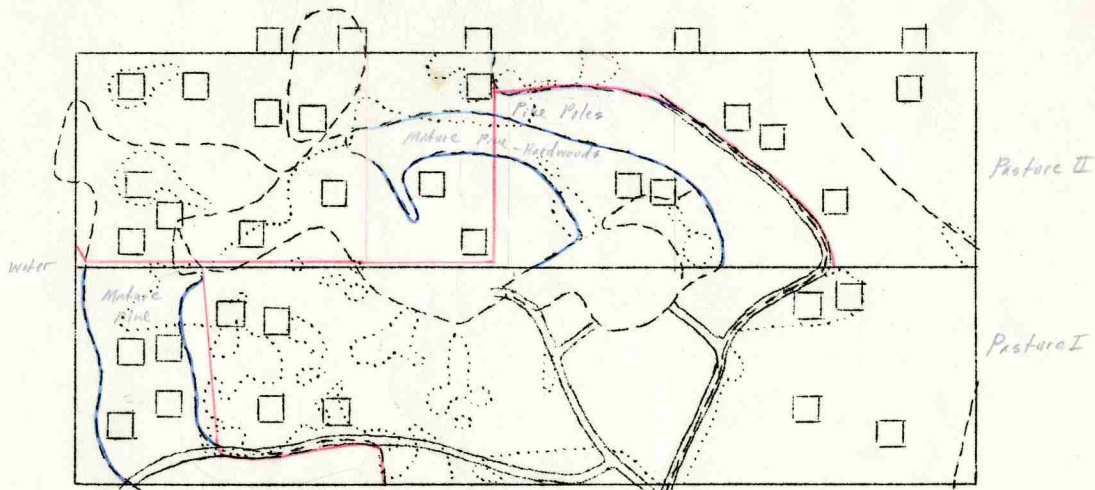 Pine Poles
Mature Pine-Hardwoods
Pasture II
Water
Mature
Pine
Pasture I